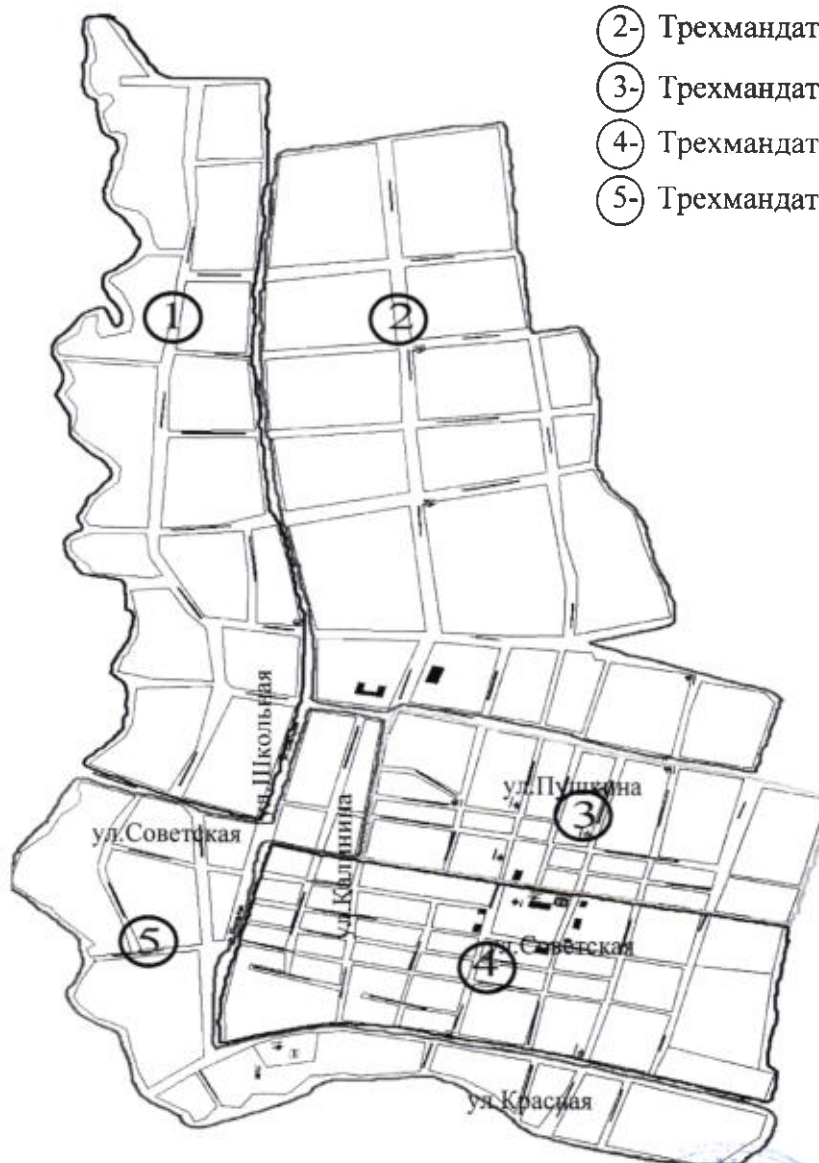 2- Трехмандат
3- Трехмандат
4- Трехмандат
5- Трехмандат
1
2
ул.Школьная
ул.Пушкина
3
ул.Советская
ул.Калинина
5
ул.Советская
4
ул.Красная